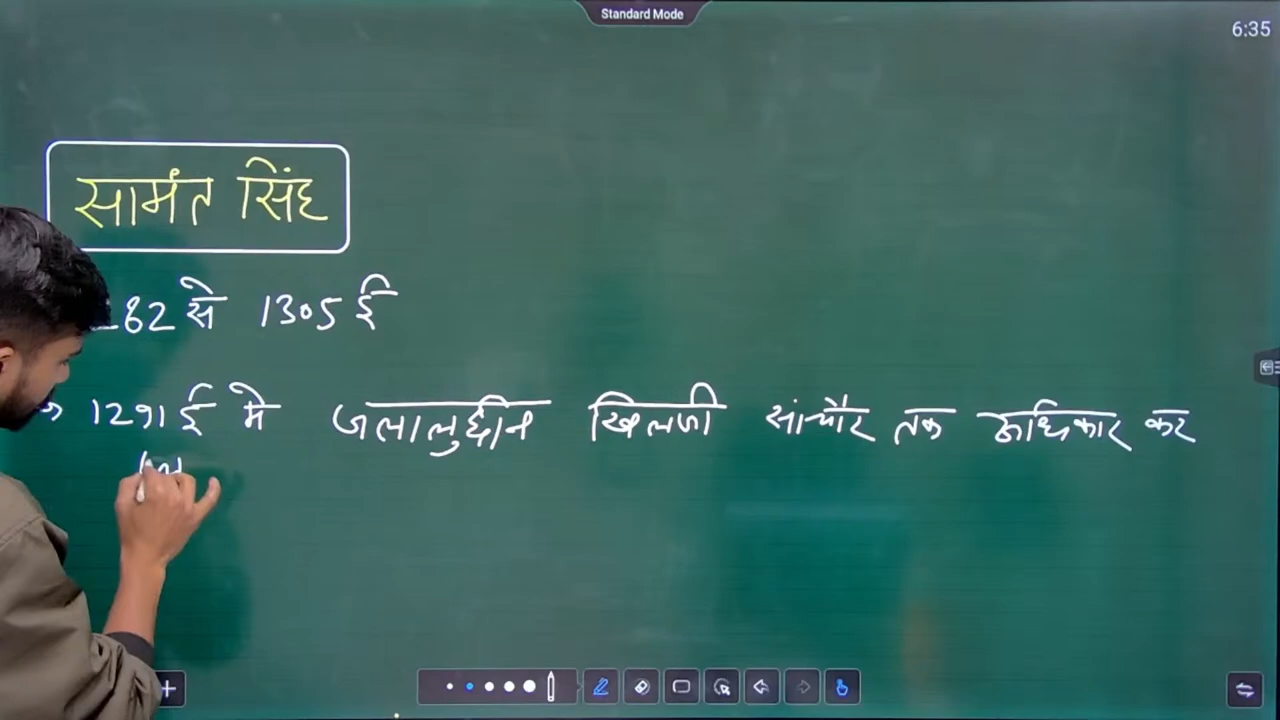 Standard Mode
6:35
सामंत सिंह
82 से 1305 ई
→ 1291 ई मे जलालुद्दीन खिलजी सांचौर तक अधिकार कर